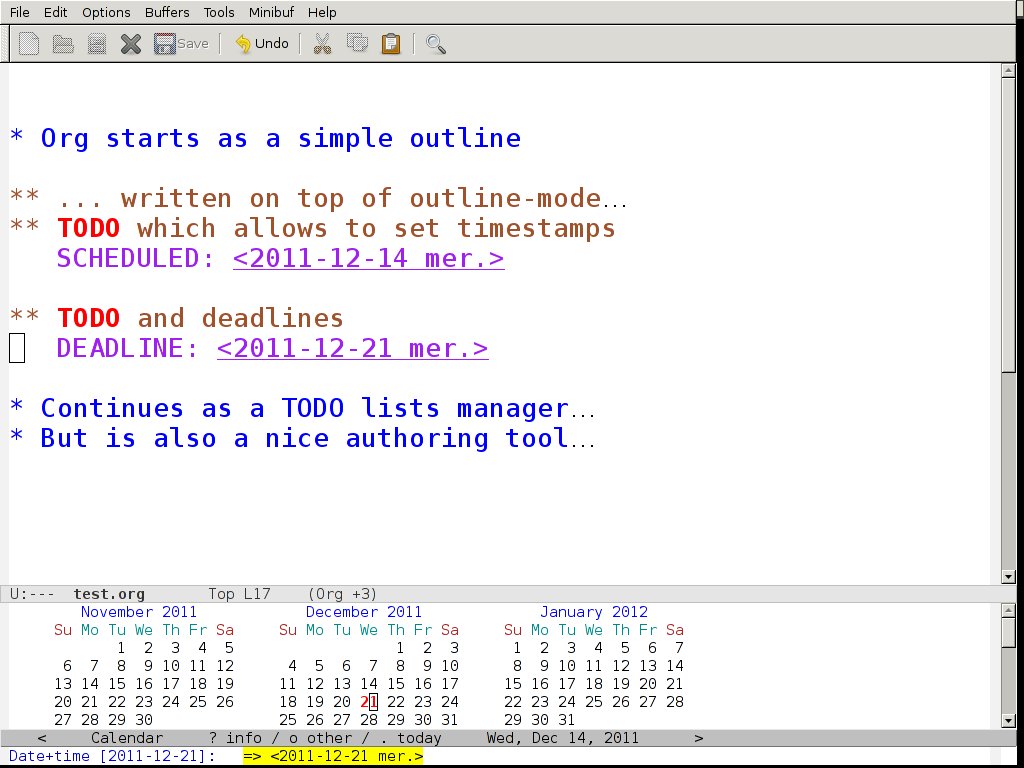 File Edit Options Buffers Tools Minibuf Help
Save Undo
* Org starts as a simple outline
** ... written on top of outline-mode...
** TODO which allows to set timestamps
SCHEDULED: <2011-12-14 mer.>
** TODO and deadlines
DEADLINE: <2011-12-21 mer.>
* Continues as a TODO lists manager...
* But is also a nice authoring tool...
U:--- test.org Top L17 (Org +3)
November 2011 December 2011 January 2012
Su Mo Tu We Th Fr Sa Su Mo Tu We Th Fr Sa Su Mo Tu We Th Fr Sa
1 2 3 4 5 1 2 3 1 2 3 4 5 6 7
6 7 8 9 10 11 12 4 5 6 7 8 9 10 8 9 10 11 12 13 14
13 14 15 16 17 18 19 11 12 13 14 15 16 17 15 16 17 18 19 20 21
20 21 22 23 24 25 26 18 19 20 21 22 23 24 22 23 24 25 26 27 28
27 28 29 30 25 26 27 28 29 30 31 29 30 31
< Calendar ? info / o other / . today Wed, Dec 14, 2011 >
Date+time [2011-12-21]: => <2011-12-21 mer.>